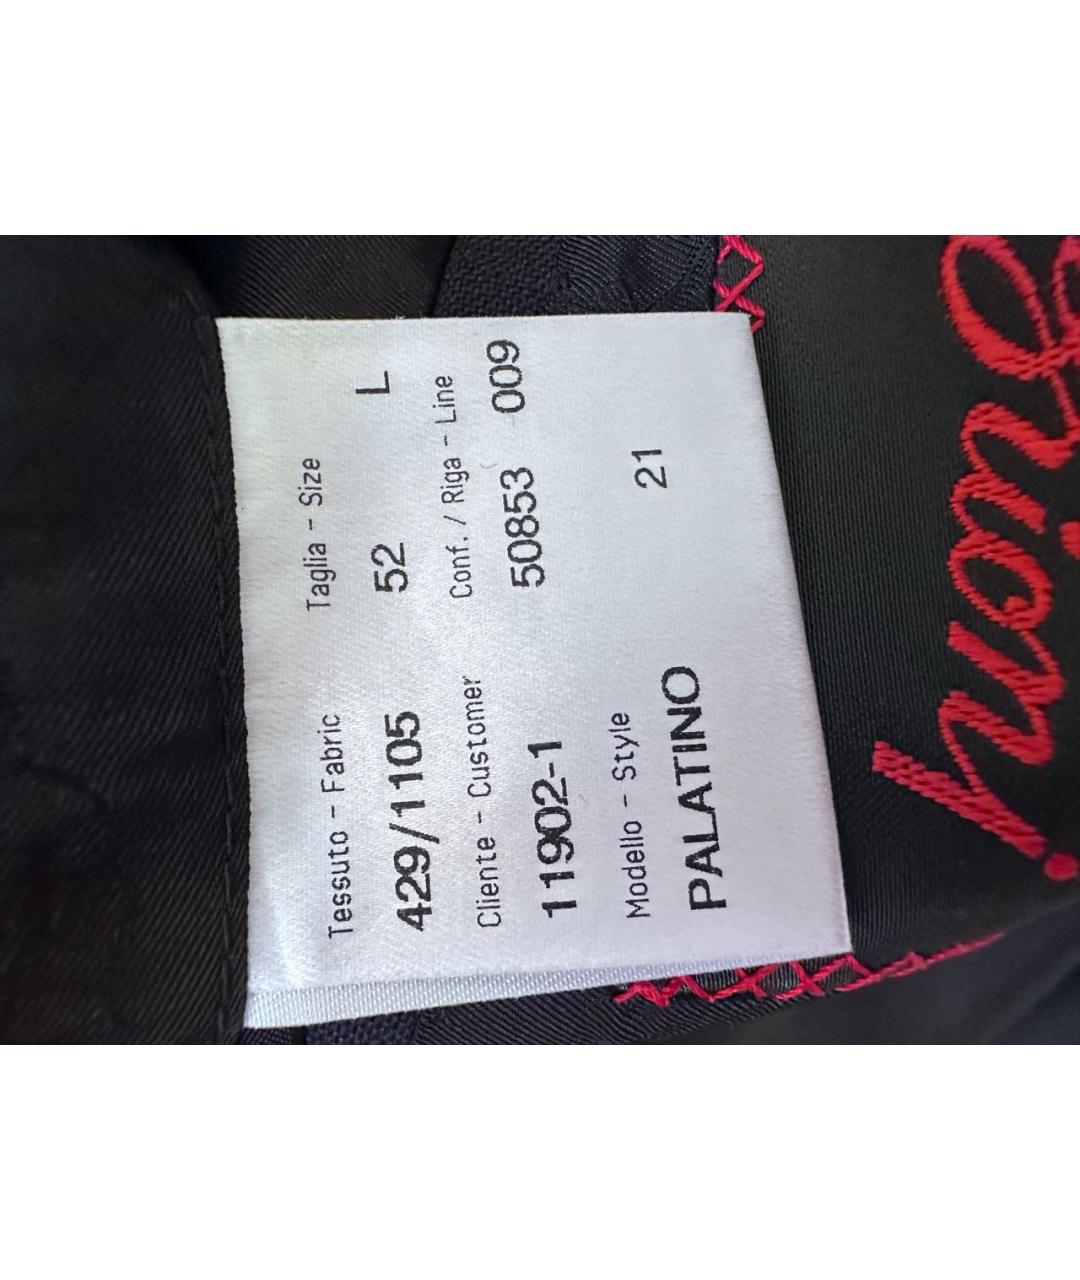 Tessuto - Fabric Taglia - Size
429/1105 52 L
Cliente - Customer Conf. / Riga - Line
11902-1 50853 009
Modello - Style
PALATINO 21